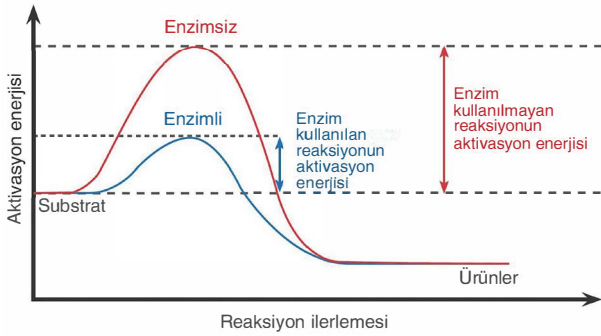 Enzimsiz
Enzimli
Enzim
kullanılan
reaksiyonun
aktivasyon
enerjisi
Enzim
kullanılmayan
reaksiyonun
aktivasyon enerjisi
Aktivasyon enerjisi
Substrat
Ürünler
Reaksiyon ilerlemesi